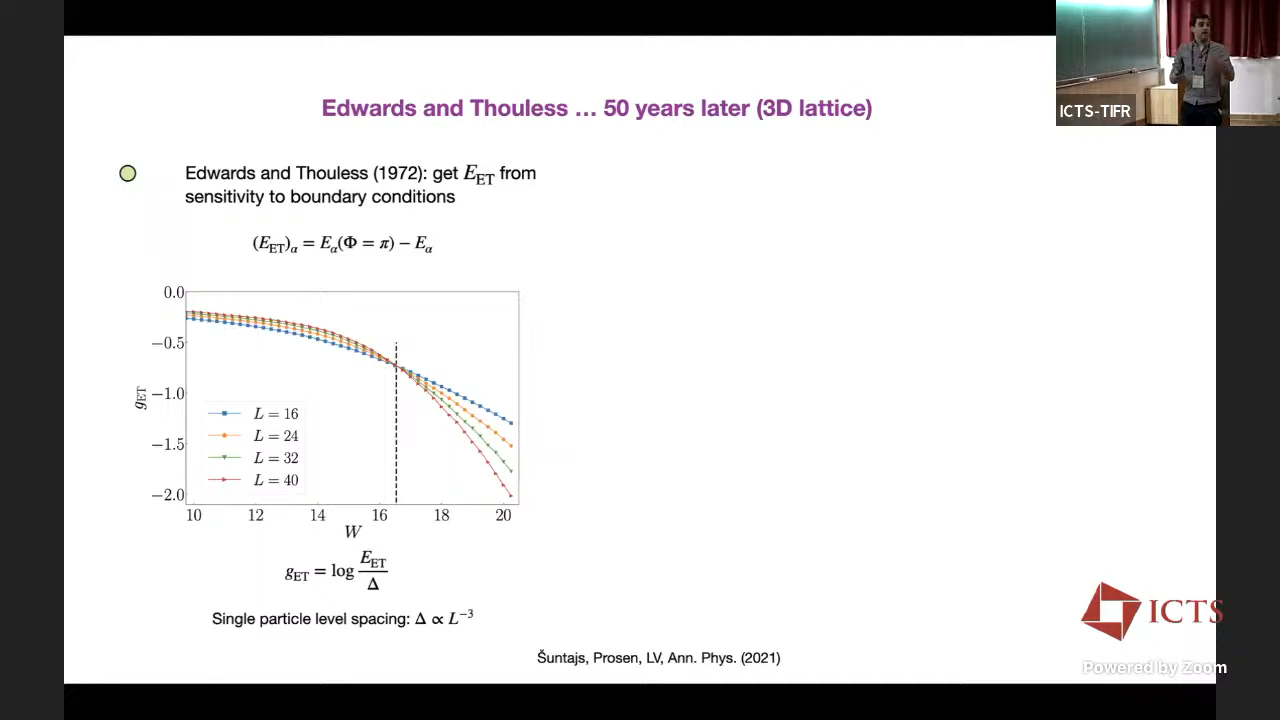 ICTS-TIFR
Edwards and Thouless … 50 years later (3D lattice)
Edwards and Thouless (1972): get E_ET from
sensitivity to boundary conditions
(E_ET)_α = E_α(Φ = π) − E_α
0.0
−0.5
−1.0
−1.5
−2.0
g_ET
L = 16
L = 24
L = 32
L = 40
10 12 14 16 18 20
W
g_ET = log E_ET / Δ
Single particle level spacing: Δ ∝ L⁻³
Šuntajs, Prosen, LV, Ann. Phys. (2021)
ICTS
Powered by Zoom